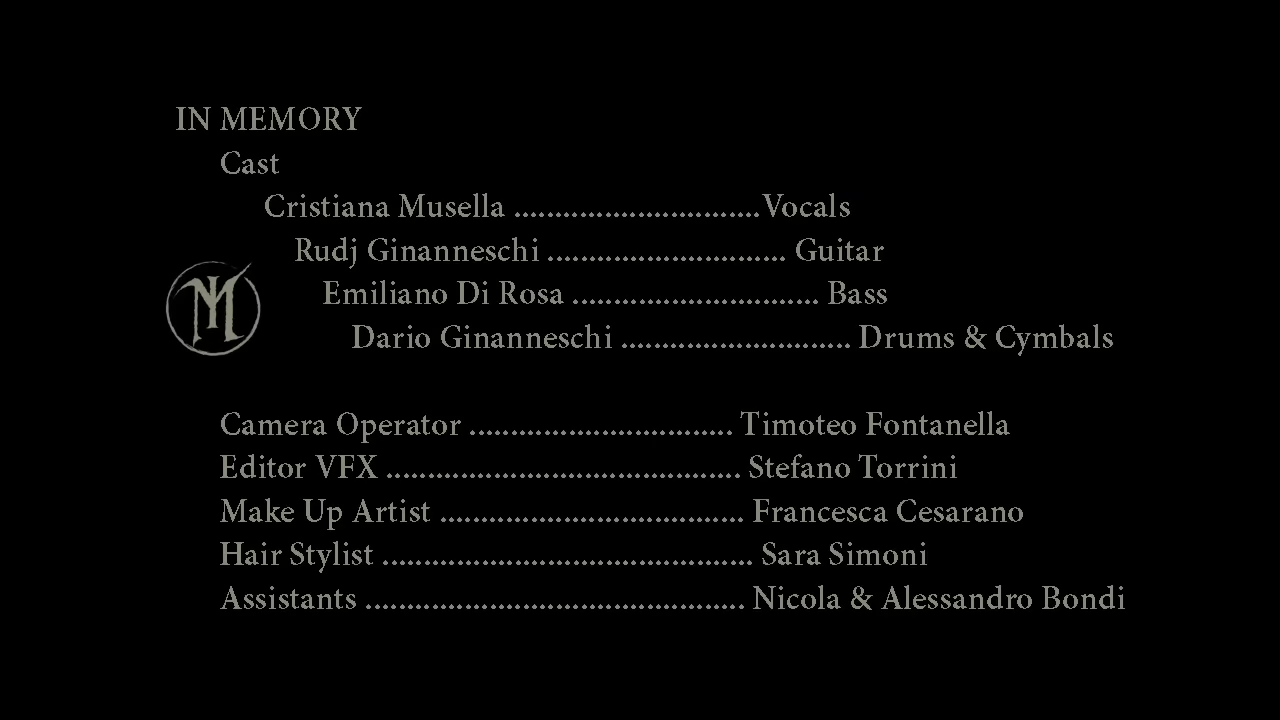 IN MEMORY
Cast
Cristiana Musella ..............................Vocals
Rudj Ginanneschi ............................. Guitar
Emiliano Di Rosa .............................. Bass
Dario Ginanneschi ............................ Drums & Cymbals
IM
Camera Operator ................................ Timoteo Fontanella
Editor VFX ........................................... Stefano Torrini
Make Up Artist ..................................... Francesca Cesarano
Hair Stylist ............................................. Sara Simoni
Assistants .............................................. Nicola & Alessandro Bondi